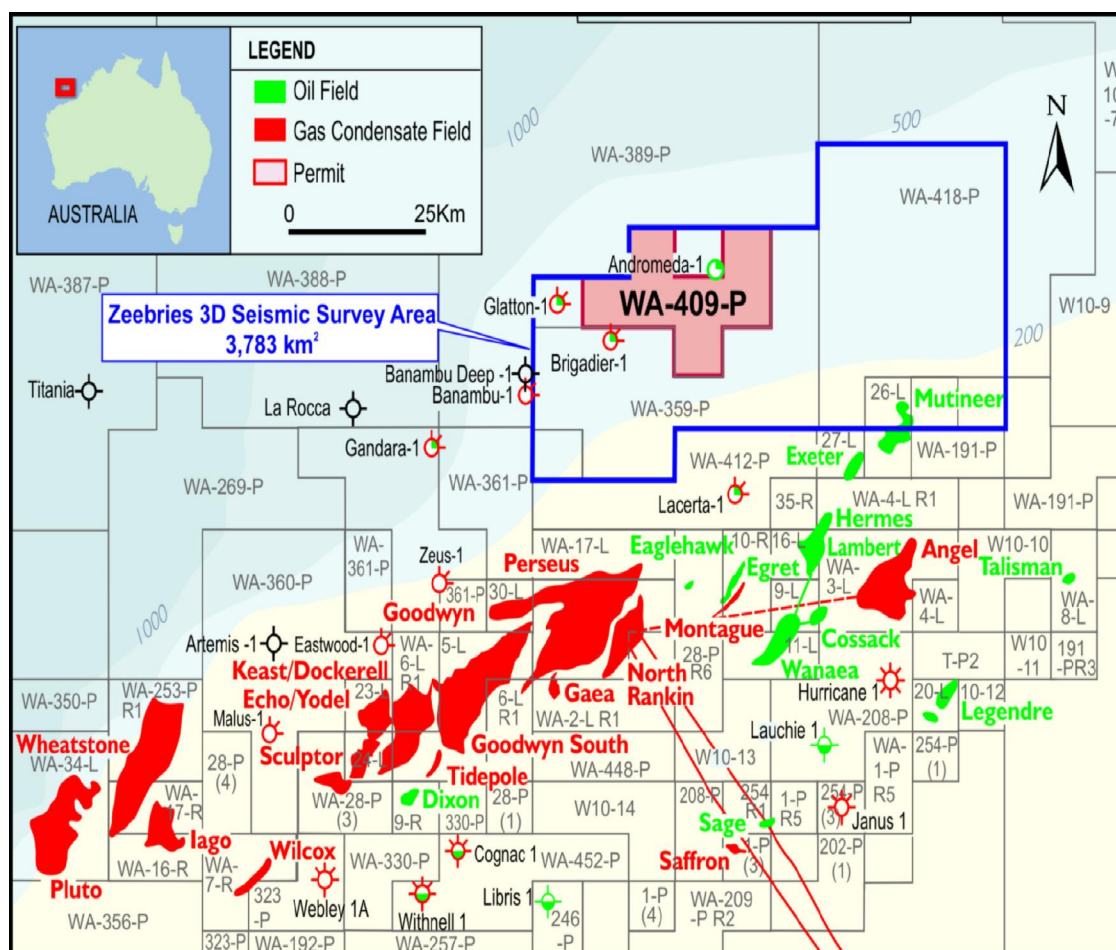 LEGEND
Oil Field
Gas Condensate Field
Permit
0 25Km
AUSTRALIA
N
1000
500
200
1000
WA-389-P
WA-418-P
WA-387-P
WA-388-P
W10-9
Andromeda-1
WA-409-P
Glatton-1
Zeebries 3D Seismic Survey Area
3,783 km²
Brigadier-1
Banambu Deep -1
Banambu-1
Titania
La Rocca
Gandara-1
WA-359-P
26-L
Mutineer
27-L
Exeter
WA-191-P
WA-412-P
WA-269-P
WA-361-P
Lacerta-1
35-R
WA-4-L R1
WA-191-P
Hermes
WA-17-L
Eaglehawk
10-R
16-L
Lambert
Angel
W10-10
Talisman
WA-
361-P
Zeus-1
Perseus
Egret
WA-
3-L
WA-360-P
361-P
30-L
9-L
WA-
4-L
WA-
8-L
Goodwyn
Montague
Cossack
Artemis -1
Eastwood-1
WA-
6-L
R1
5-L
28-P
R6
11-L
Wanaea
T-P2
W10
-11
191
-PR3
Keast/Dockerell
North
Rankin
Hurricane 1
Echo/Yodel
23-L
6-L
R1
Gaea
20-L
10-12
WA-350-P
WA-253-P
R1
Malus-1
WA-2-L R1
WA-208-P
Legendre
Wheatstone
Goodwyn South
Lauchie 1
WA-34-L
28-P
(4)
Sculptor
24-L
Tidepole
WA-448-P
W10-13
WA-
1-P
R5
254-P
(1)
WA-
17-R
WA-28-P
(3)
Dixon
28-P
(1)
W10-14
208-P
254
R1
1-P
R5
254-P
(3)
Janus 1
9-R
330-P
Sage
Iago
WA-16-R
WA-
7-R
Wilcox
WA-330-P
Cognac 1
WA-452-P
Saffron
1-P
(3)
202-P
(1)
Pluto
Webley 1A
Withnell 1
Libris 1
1-P
(4)
WA-209
-P R2
WA-356-P
323
-P
246
-P
323-P
WA-192-P
WA-257-P